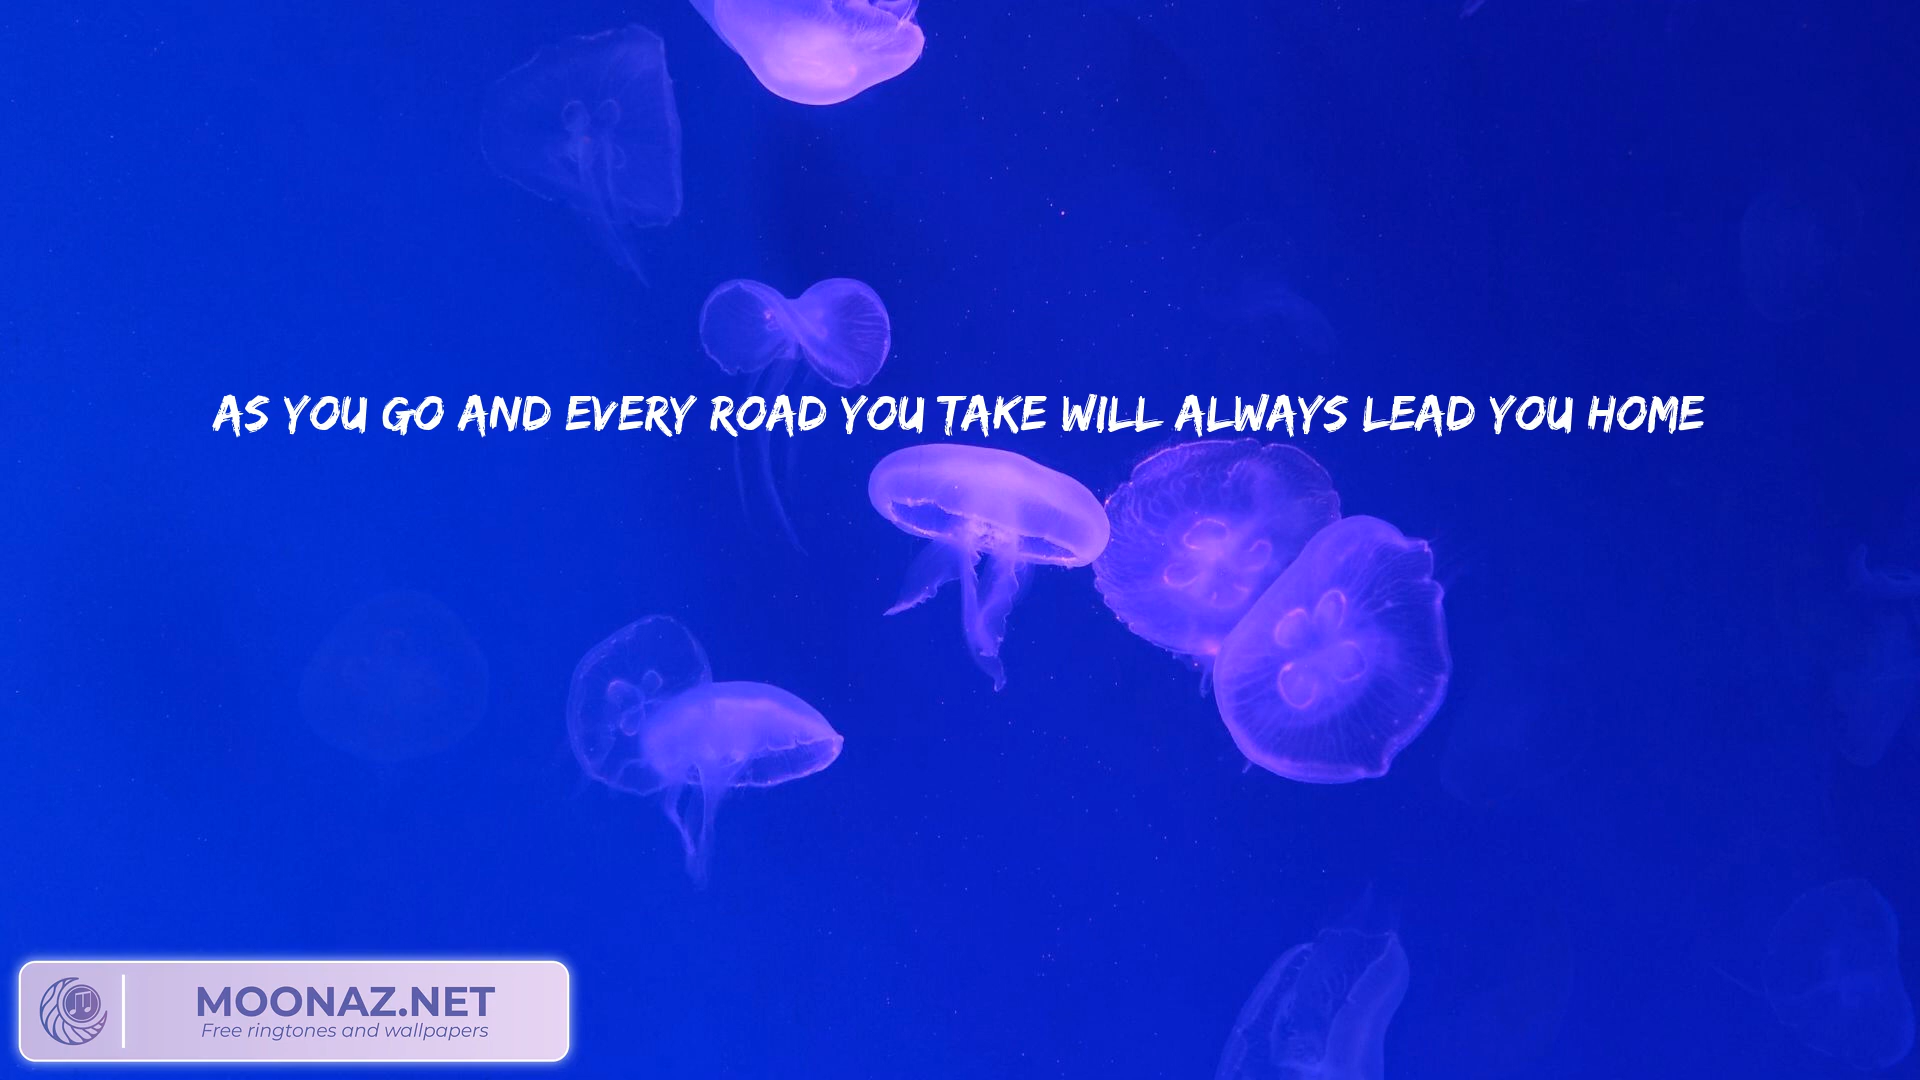 AS YOU GO AND EVERY ROAD YOU TAKE WILL ALWAYS LEAD YOU HOME
MOONAZ.NET
Free ringtones and wallpapers